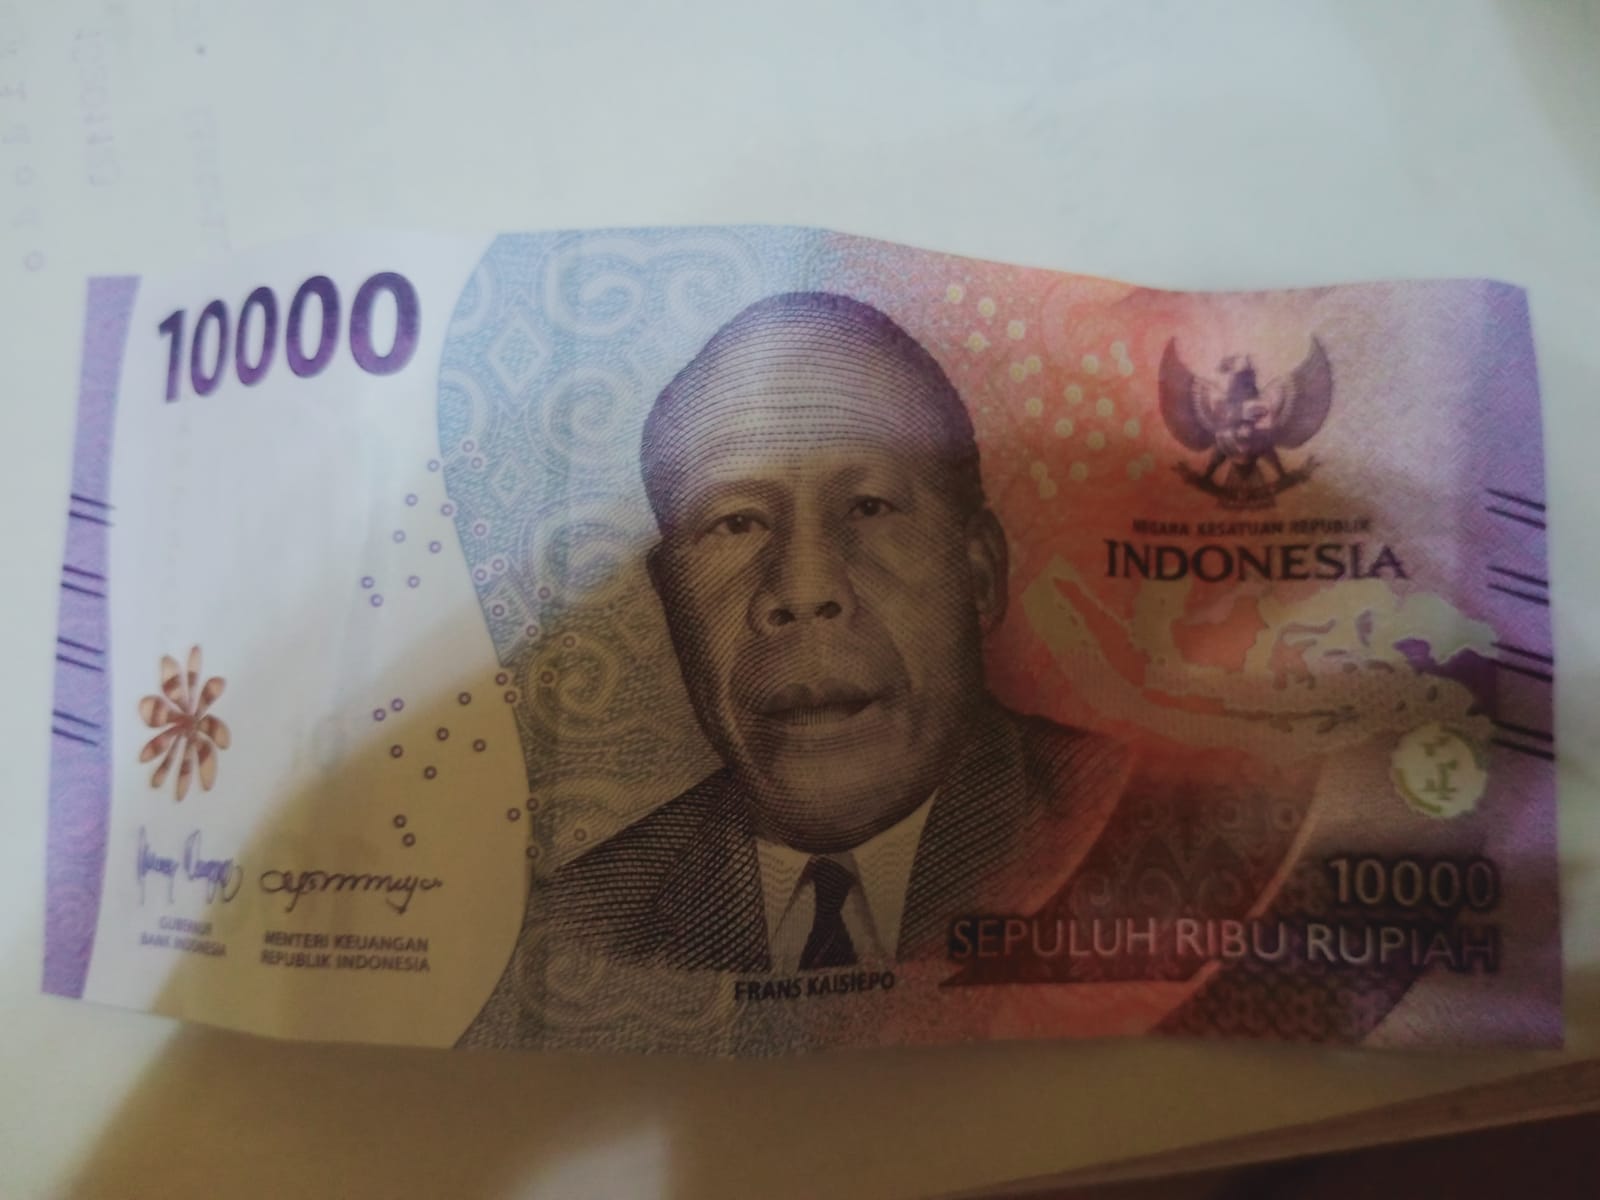 10000
NEGARA KESATUAN REPUBLIK
INDONESIA
GUBERNUR
BANK INDONESIA
MENTERI KEUANGAN
REPUBLIK INDONESIA
FRANS KAISIEPO
10000
SEPULUH RIBU RUPIAH